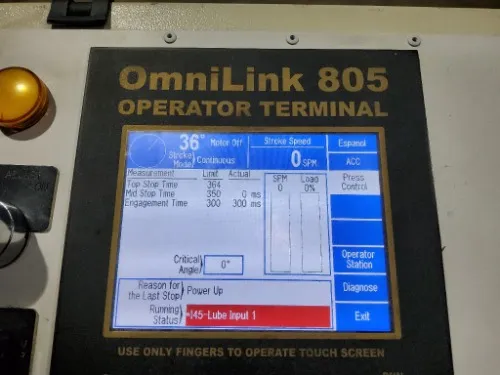 OmniLink 805
OPERATOR TERMINAL
36° Motor Off
Stroke Mode Continuous
Stroke Speed
0 SPM
Espanol
ACC
Press Control
Measurement Limit Actual
Top Stop Time 364
Mid Stop Time 350 0 ms
Engagement Time 300 300 ms
SPM Load
0 0%
Critical Angle 0°
Operator Station
Diagnose
Exit
Reason for the Last Stop Power Up
Running Status *I45-Lube Input 1
USE ONLY FINGERS TO OPERATE TOUCH SCREEN